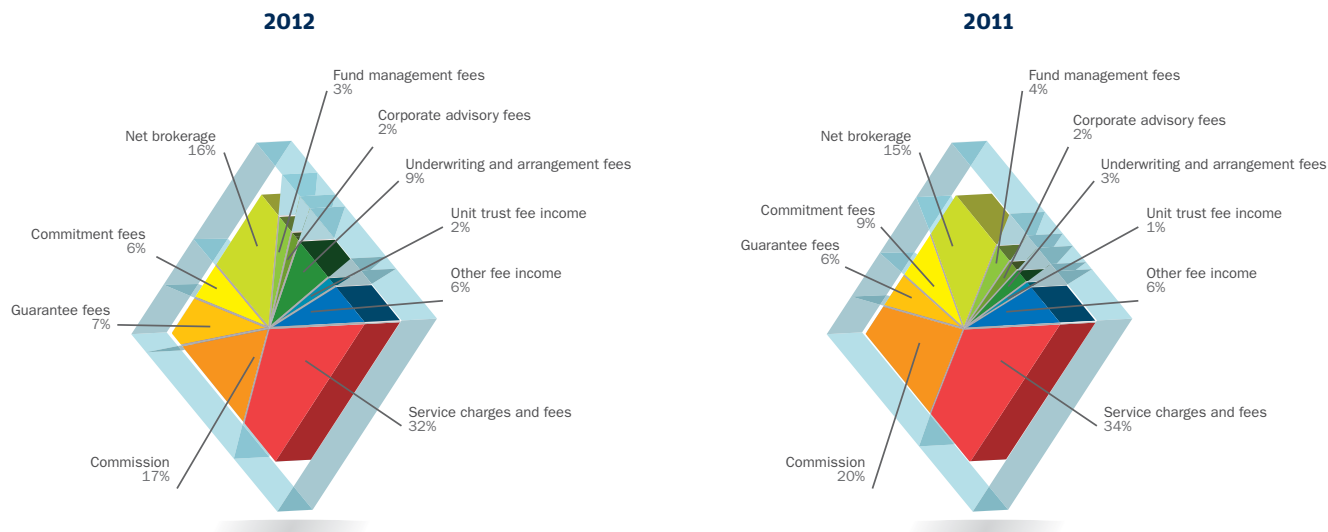 2012
Fund management fees
3%
Corporate advisory fees
2%
Net brokerage
16%
Underwriting and arrangement fees
9%
Unit trust fee income
2%
Commitment fees
6%
Other fee income
6%
Guarantee fees
7%
Service charges and fees
32%
Commission
17%
2011
Fund management fees
4%
Corporate advisory fees
2%
Net brokerage
15%
Underwriting and arrangement fees
3%
Unit trust fee income
1%
Commitment fees
9%
Guarantee fees
6%
Other fee income
6%
Service charges and fees
34%
Commission
20%